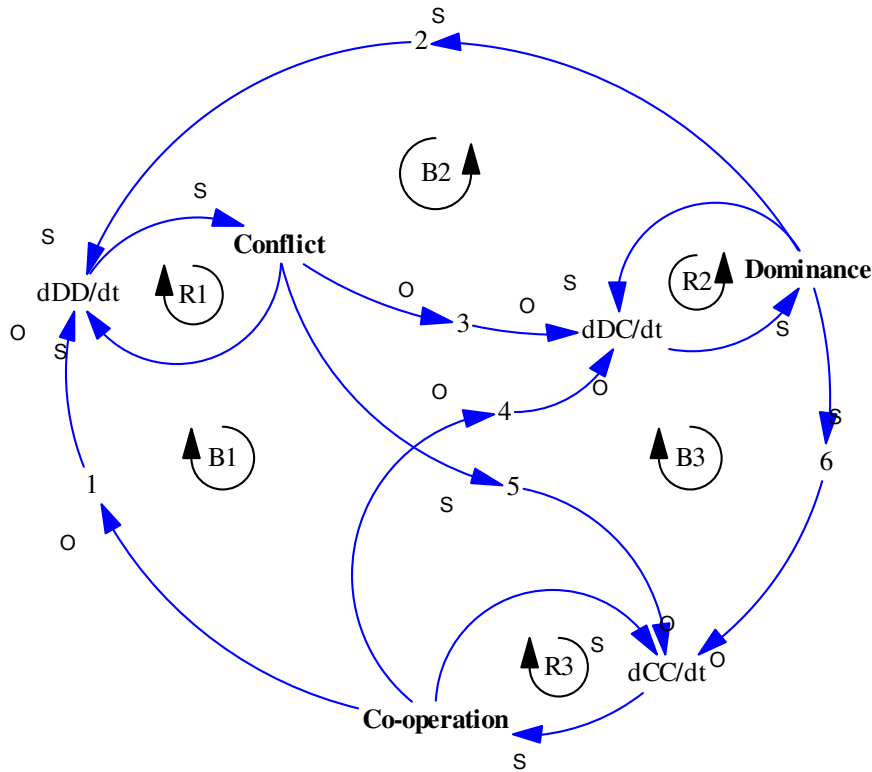 S
2
B2
S
S
Conflict
Dominance
dDD/dt
R1
S
R2
O
O
3
O
dDC/dt
S
S
O
4
O
S
B1
B3
6
1
5
S
O
O
S
R3
dCC/dt
O
Co-operation
S